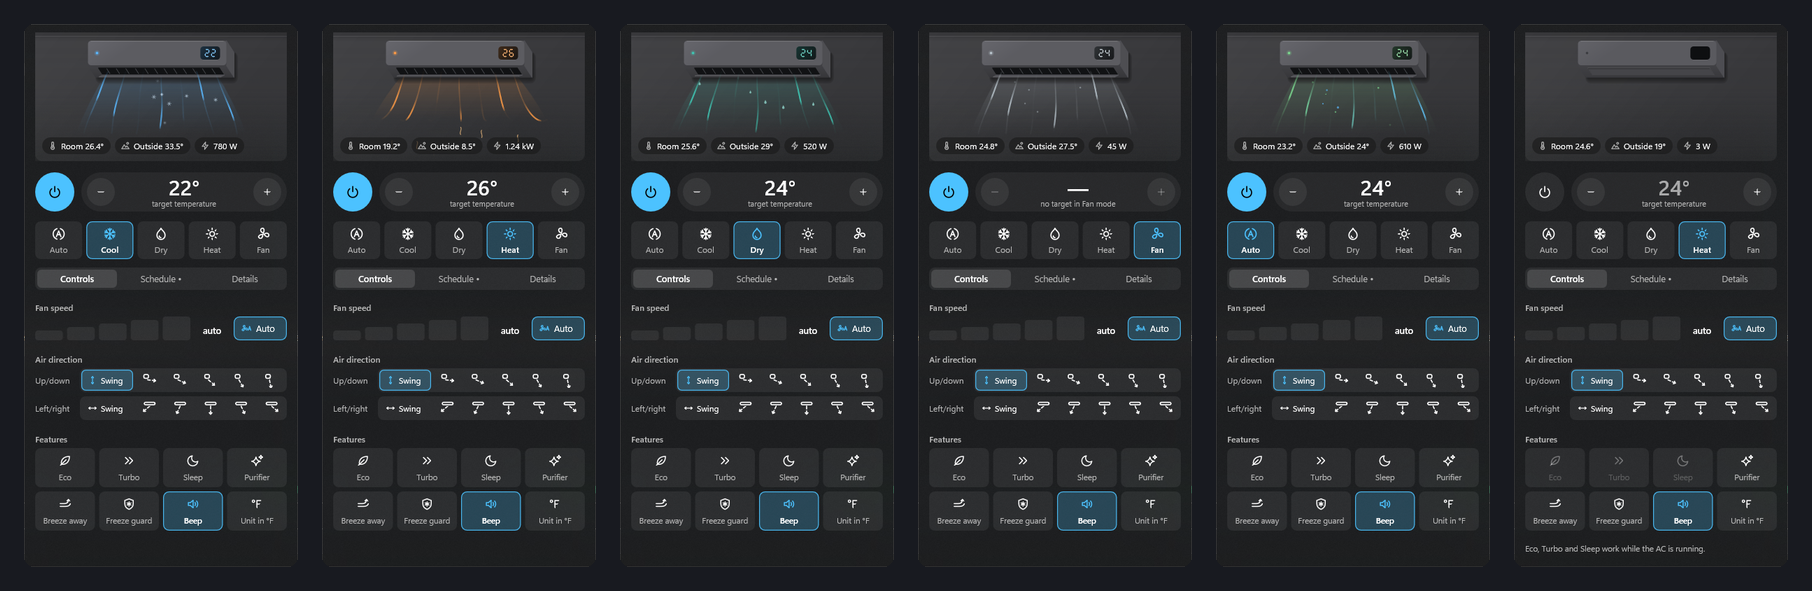 22
Room 26.4° Outside 33.5° 780 W
22°
target temperature
Auto Cool Dry Heat Fan
Controls Schedule • Details
Fan speed
auto Auto
Air direction
Up/down Swing
Left/right Swing
Features
Eco Turbo Sleep Purifier
°F
Breeze away Freeze guard Beep Unit in °F
26
Room 19.2° Outside 8.5° 1.24 kW
26°
target temperature
Auto Cool Dry Heat Fan
Controls Schedule • Details
Fan speed
auto Auto
Air direction
Up/down Swing
Left/right Swing
Features
Eco Turbo Sleep Purifier
°F
Breeze away Freeze guard Beep Unit in °F
24
Room 25.6° Outside 29° 520 W
24°
target temperature
Auto Cool Dry Heat Fan
Controls Schedule • Details
Fan speed
auto Auto
Air direction
Up/down Swing
Left/right Swing
Features
Eco Turbo Sleep Purifier
°F
Breeze away Freeze guard Beep Unit in °F
24
Room 24.8° Outside 27.5° 45 W
—
no target in Fan mode
Auto Cool Dry Heat Fan
Controls Schedule • Details
Fan speed
auto Auto
Air direction
Up/down Swing
Left/right Swing
Features
Eco Turbo Sleep Purifier
°F
Breeze away Freeze guard Beep Unit in °F
24
Room 23.2° Outside 24° 610 W
24°
target temperature
Auto Cool Dry Heat Fan
Controls Schedule • Details
Fan speed
auto Auto
Air direction
Up/down Swing
Left/right Swing
Features
Eco Turbo Sleep Purifier
°F
Breeze away Freeze guard Beep Unit in °F
Room 24.6° Outside 19° 3 W
24°
target temperature
Auto Cool Dry Heat Fan
Controls Schedule • Details
Fan speed
auto Auto
Air direction
Up/down Swing
Left/right Swing
Features
Eco Turbo Sleep Purifier
°F
Breeze away Freeze guard Beep Unit in °F
Eco, Turbo and Sleep work while the AC is running.